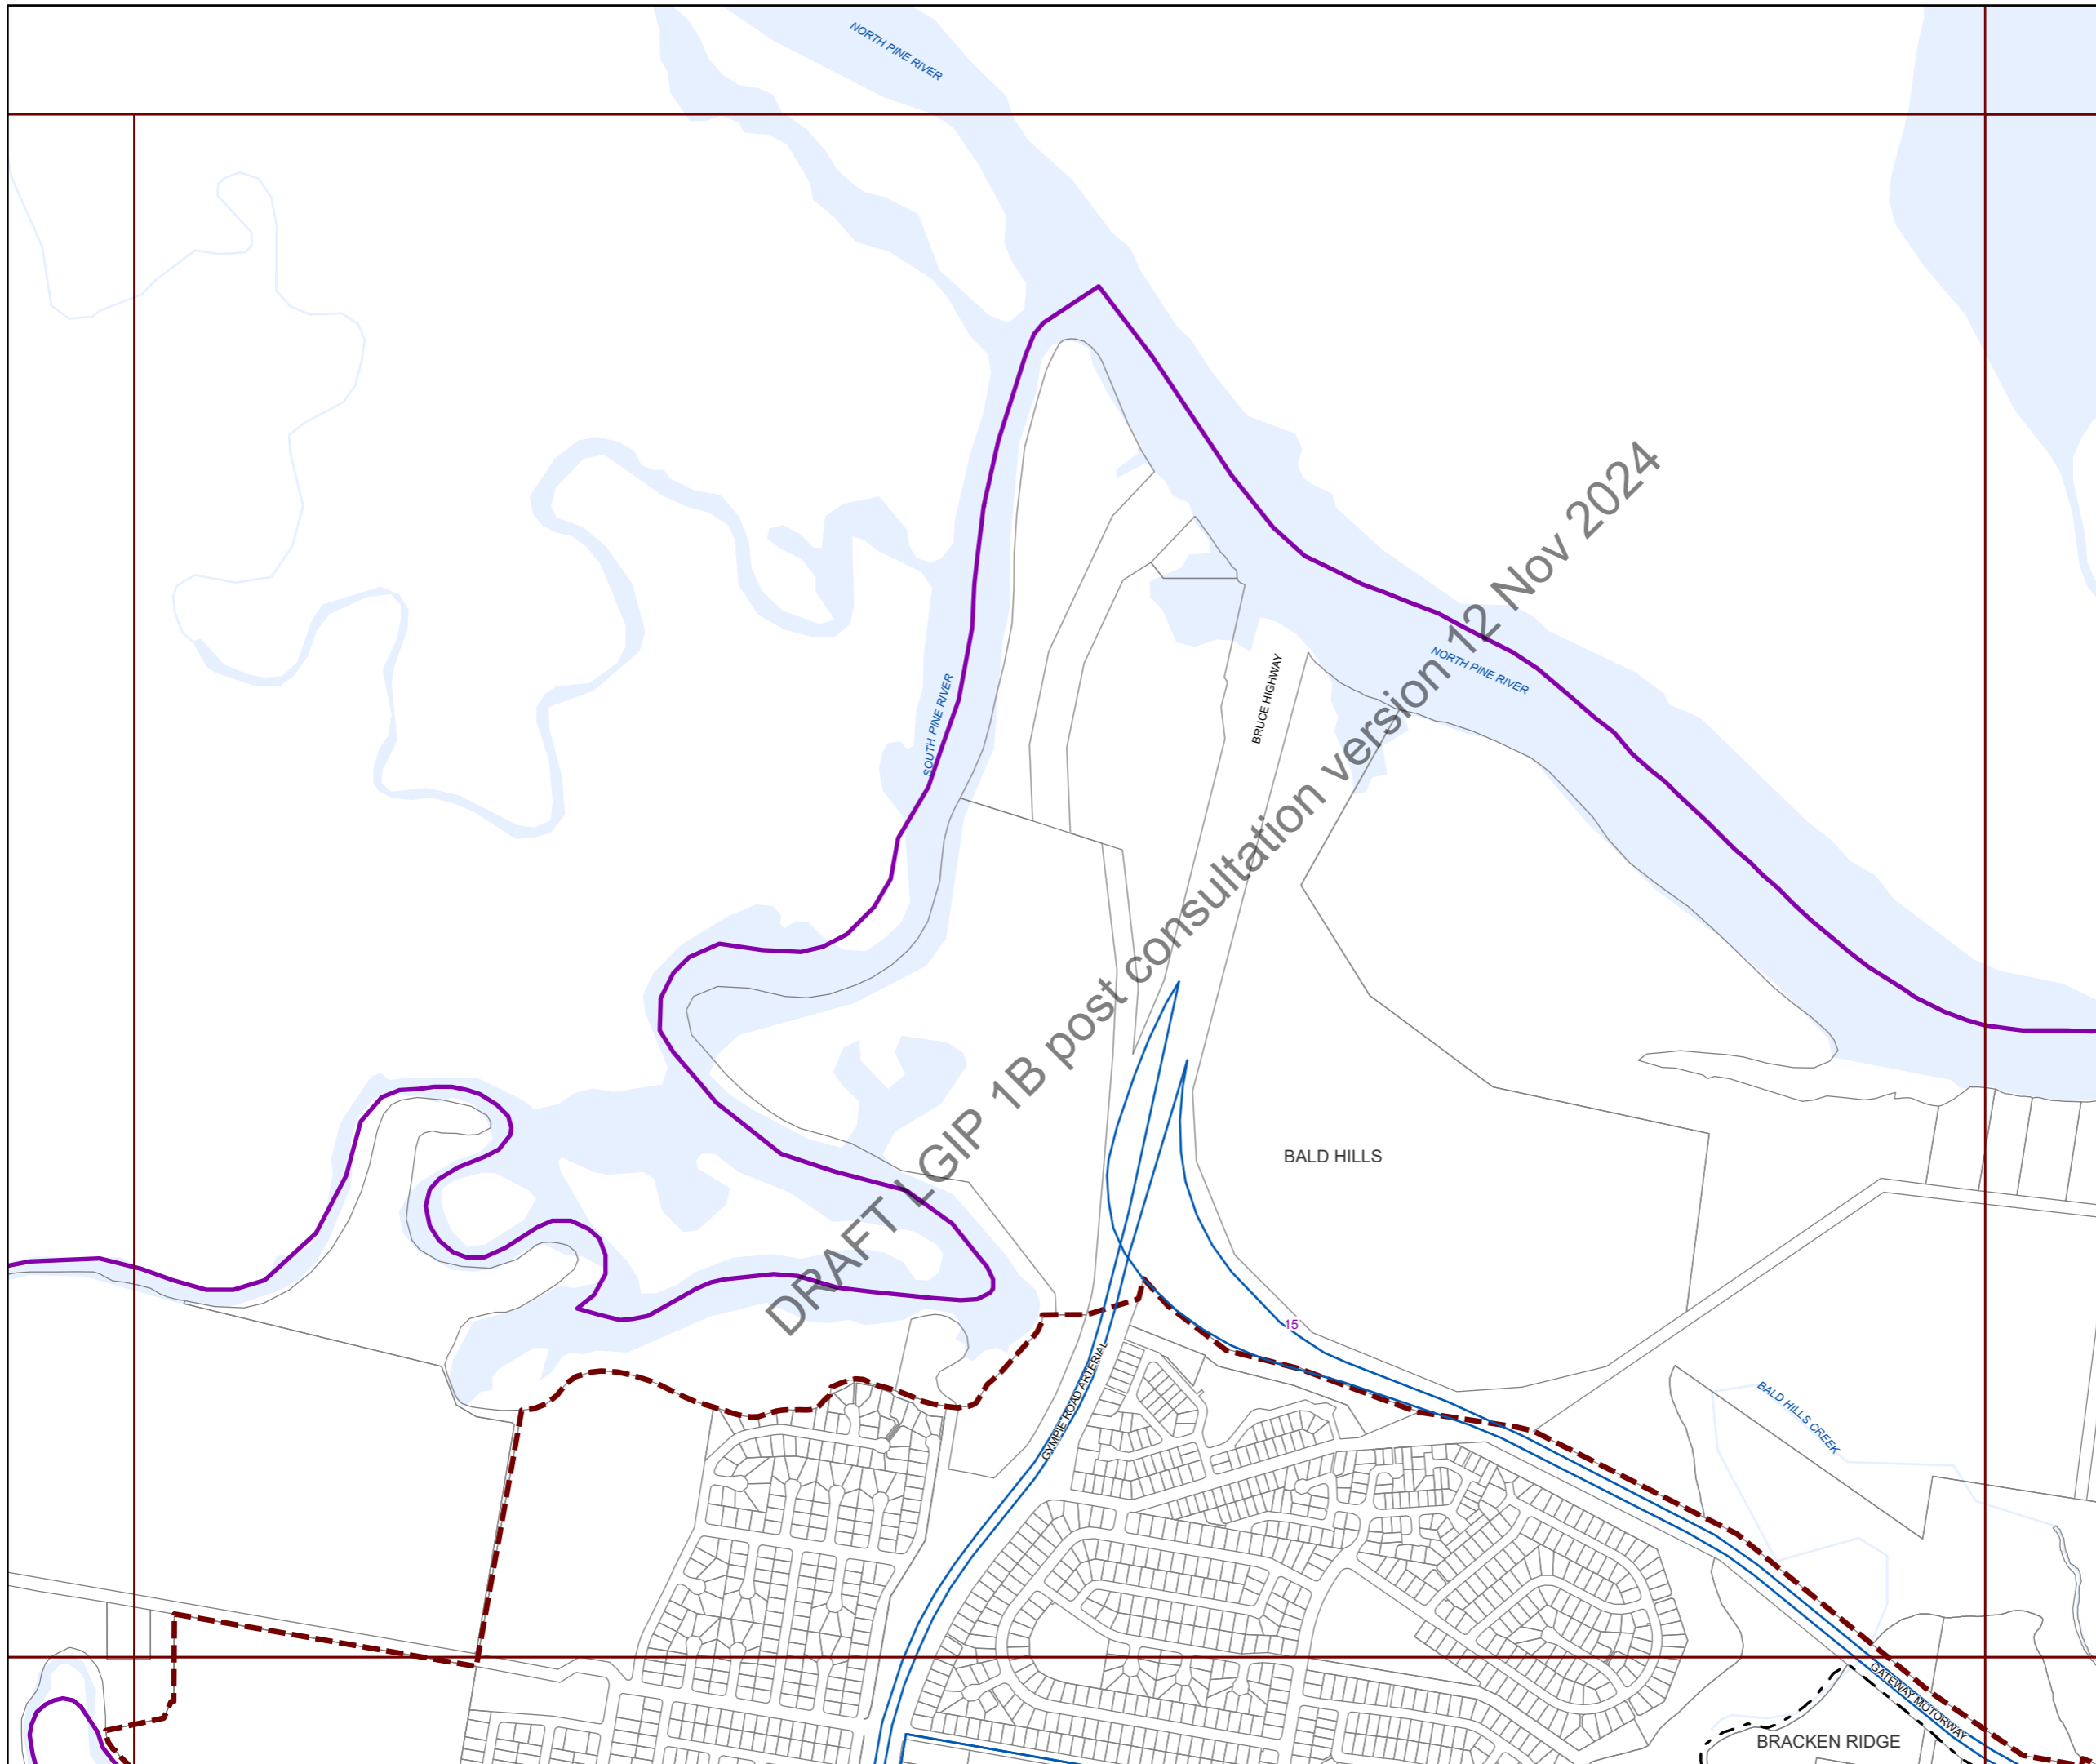 NORTH PINE RIVER
DRAFT LGIP 1B post consultation version 12 Nov 2024
NORTH PINE RIVER
BRUCE HIGHWAY
SOUTH PINE RIVER
BALD HILLS
15
GYMPIE ROAD ARTERIAL
BALD HILLS CREEK
GATEWAY MOTORWAY
BRACKEN RIDGE